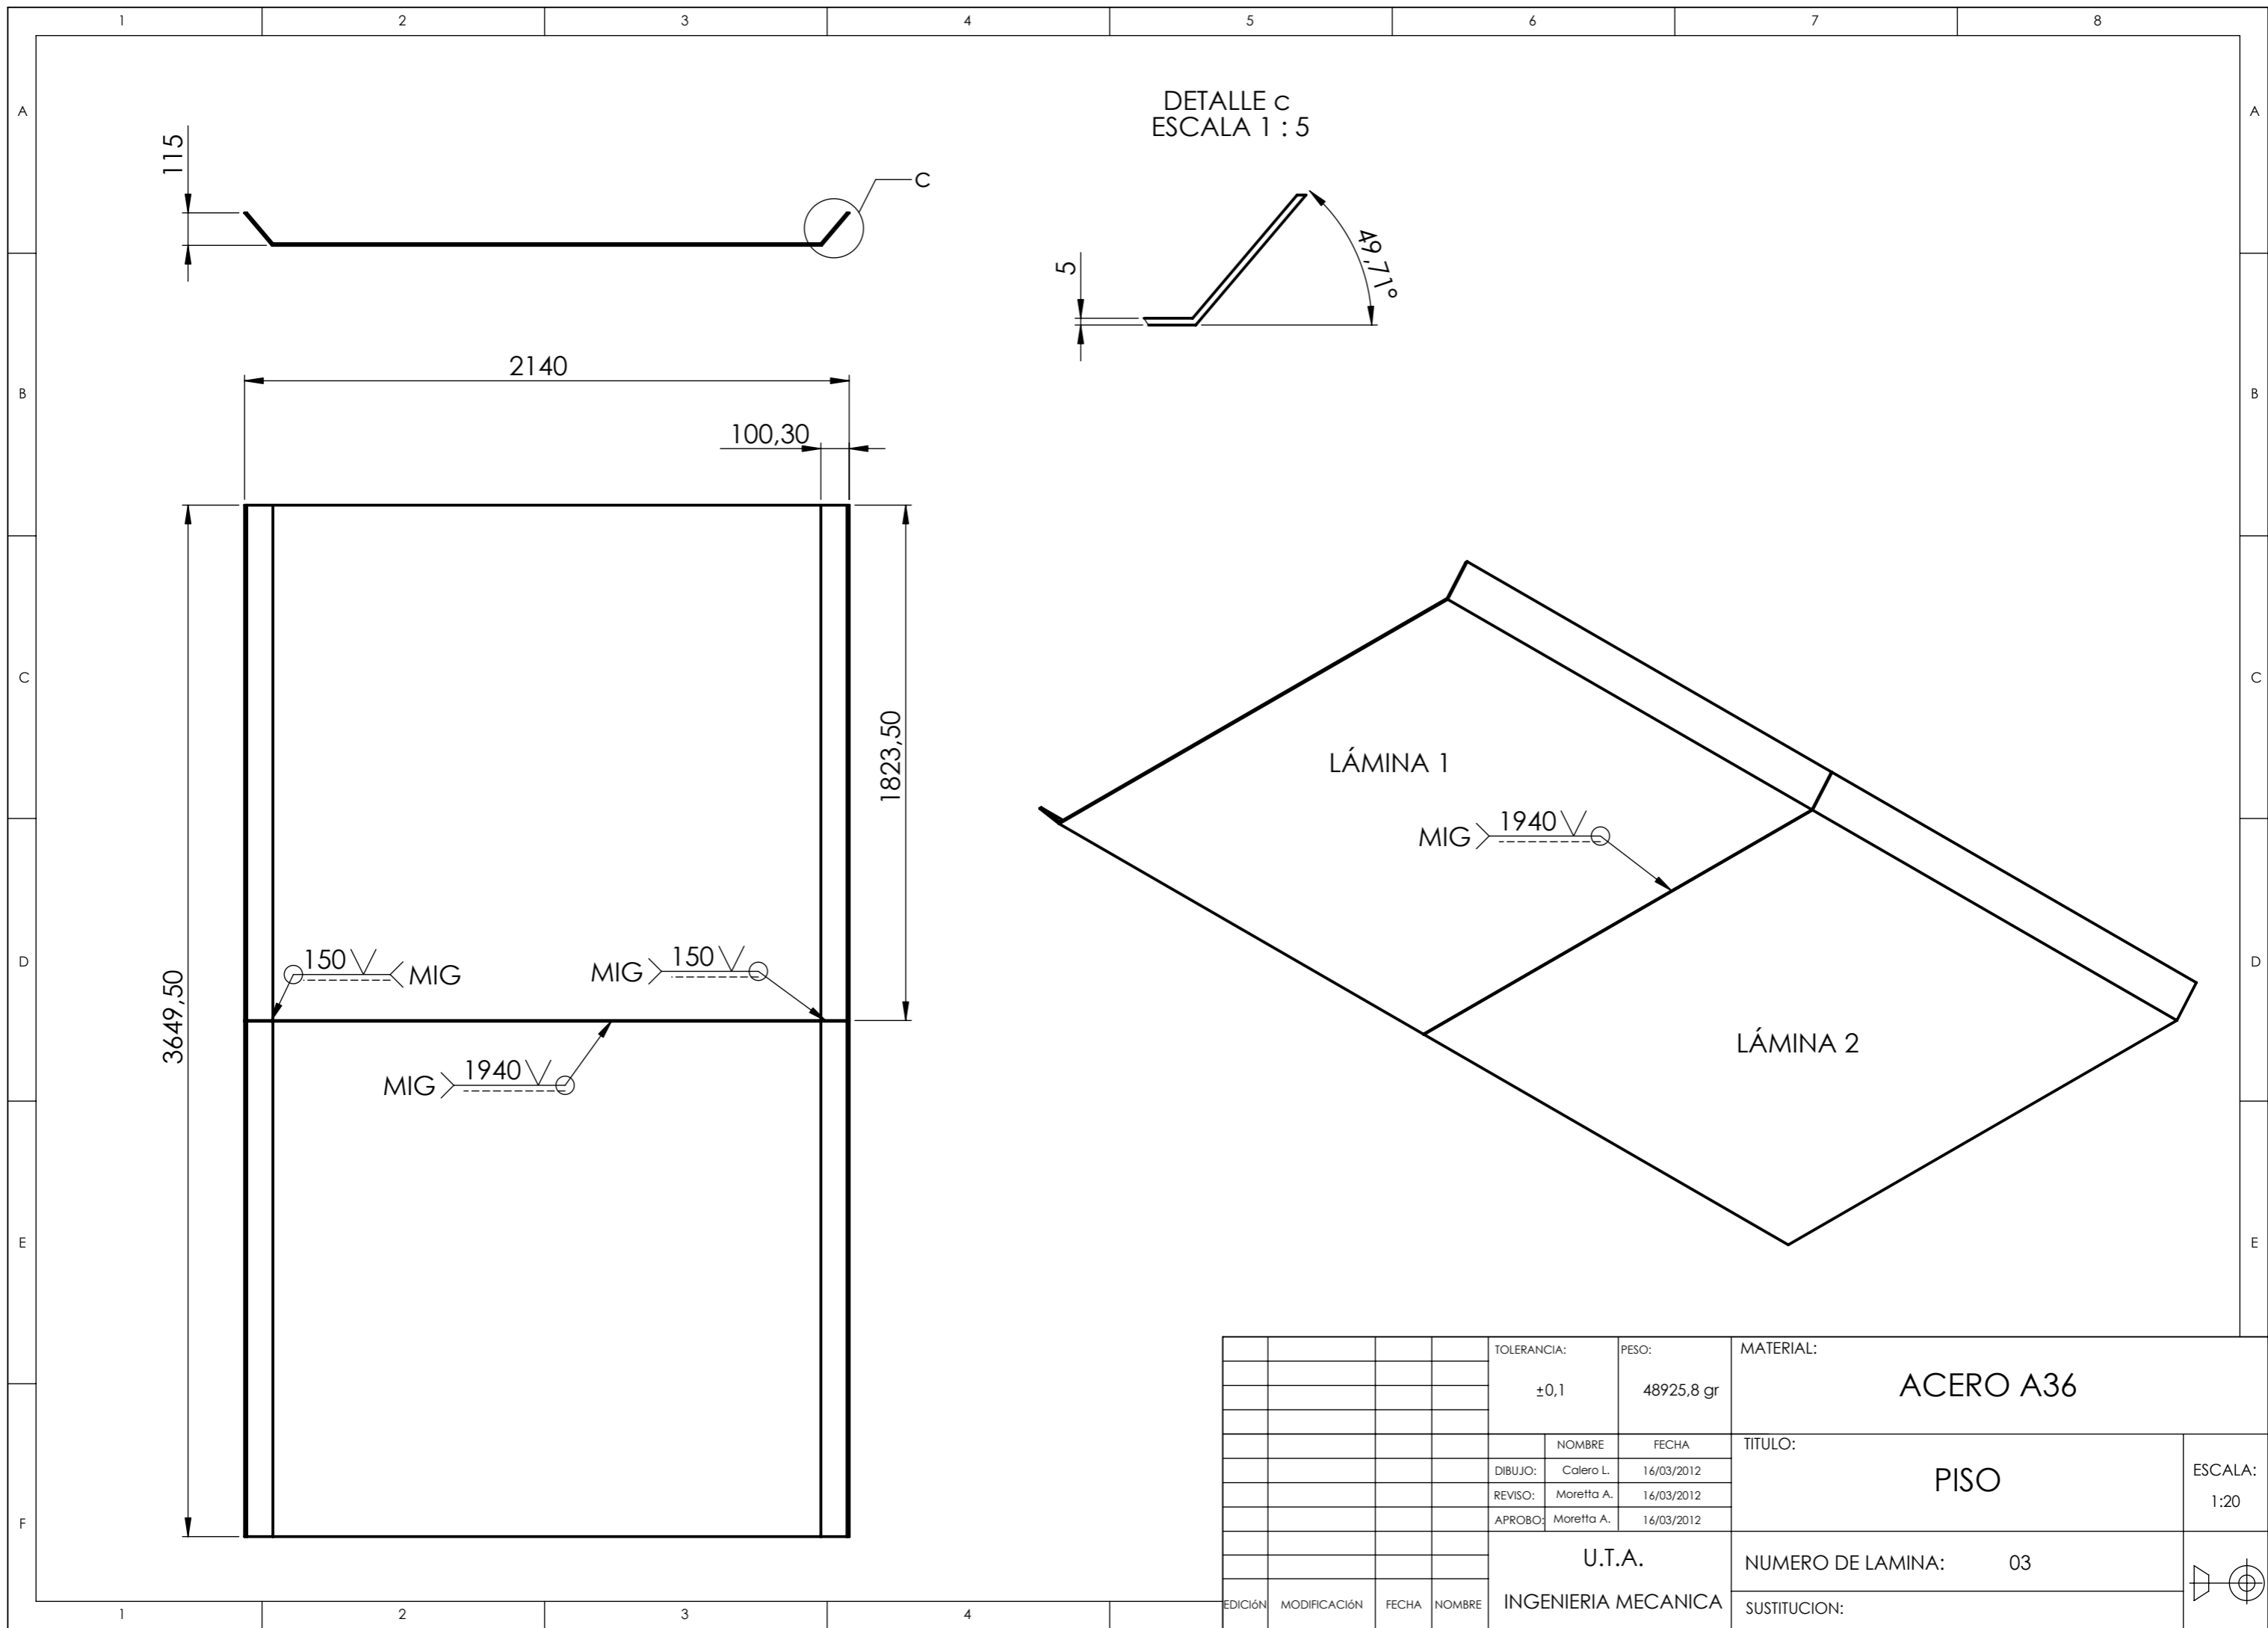 1 2 3 4 5 6 7 8
A A
DETALLE C
ESCALA 1 : 5
115
C
5
49,71°
B B
2140
100,30
C C
1823,50
LÁMINA 1
MIG 1940
D D
3649,50
150 MIG
MIG 150
LÁMINA 2
MIG 1940
E E
F
TOLERANCIA:
±0,1
PESO:
48925,8 gr
MATERIAL:
ACERO A36
NOMBRE FECHA
DIBUJO: Calero L. 16/03/2012
REVISO: Moretta A. 16/03/2012
APROBO: Moretta A. 16/03/2012
TITULO:
PISO
ESCALA:
1:20
U.T.A.
INGENIERIA MECANICA
NUMERO DE LAMINA: 03
SUSTITUCION:
EDICIóN MODIFICACIóN FECHA NOMBRE
1 2 3 4